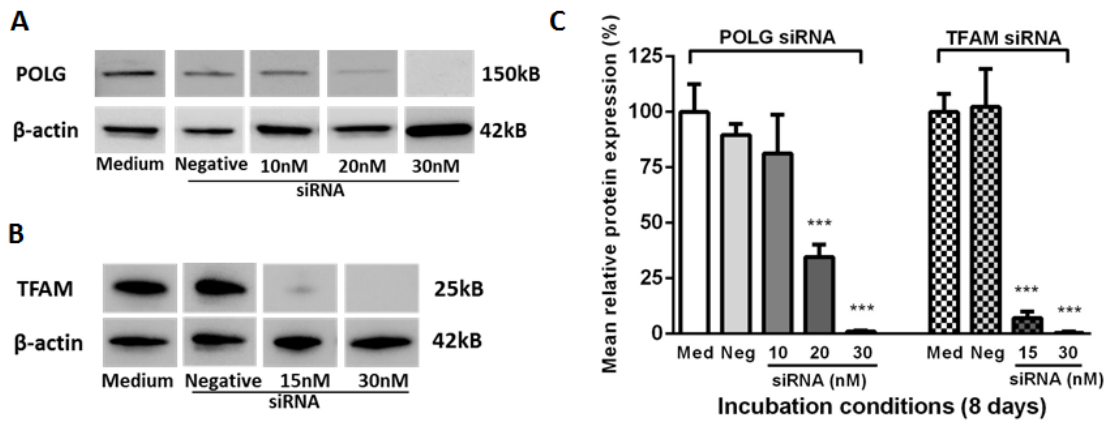 A
POLG
150kB
β-actin
42kB
Medium Negative 10nM 20nM 30nM
siRNA
B
TFAM
25kB
β-actin
42kB
Medium Negative 15nM 30nM
siRNA
C
Mean relative protein expression (%)
POLG siRNA
TFAM siRNA
125
100
75
50
25
0
***
***
***
***
Med Neg 10 20 30
siRNA (nM)
Med Neg 15 30
siRNA (nM)
Incubation conditions (8 days)